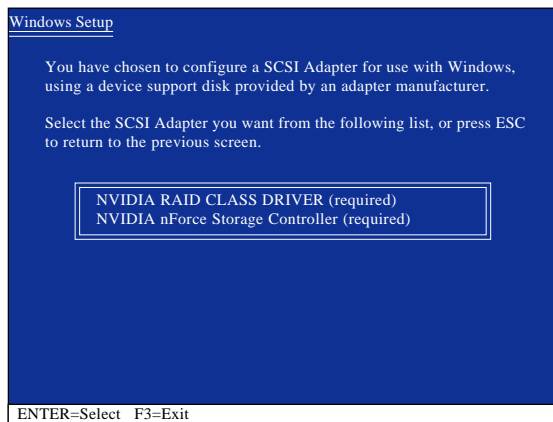 Windows Setup
You have chosen to configure a SCSI Adapter for use with Windows,
using a device support disk provided by an adapter manufacturer.
Select the SCSI Adapter you want from the following list, or press ESC
to return to the previous screen.
NVIDIA RAID CLASS DRIVER (required)
NVIDIA nForce Storage Controller (required)
ENTER=Select F3=Exit